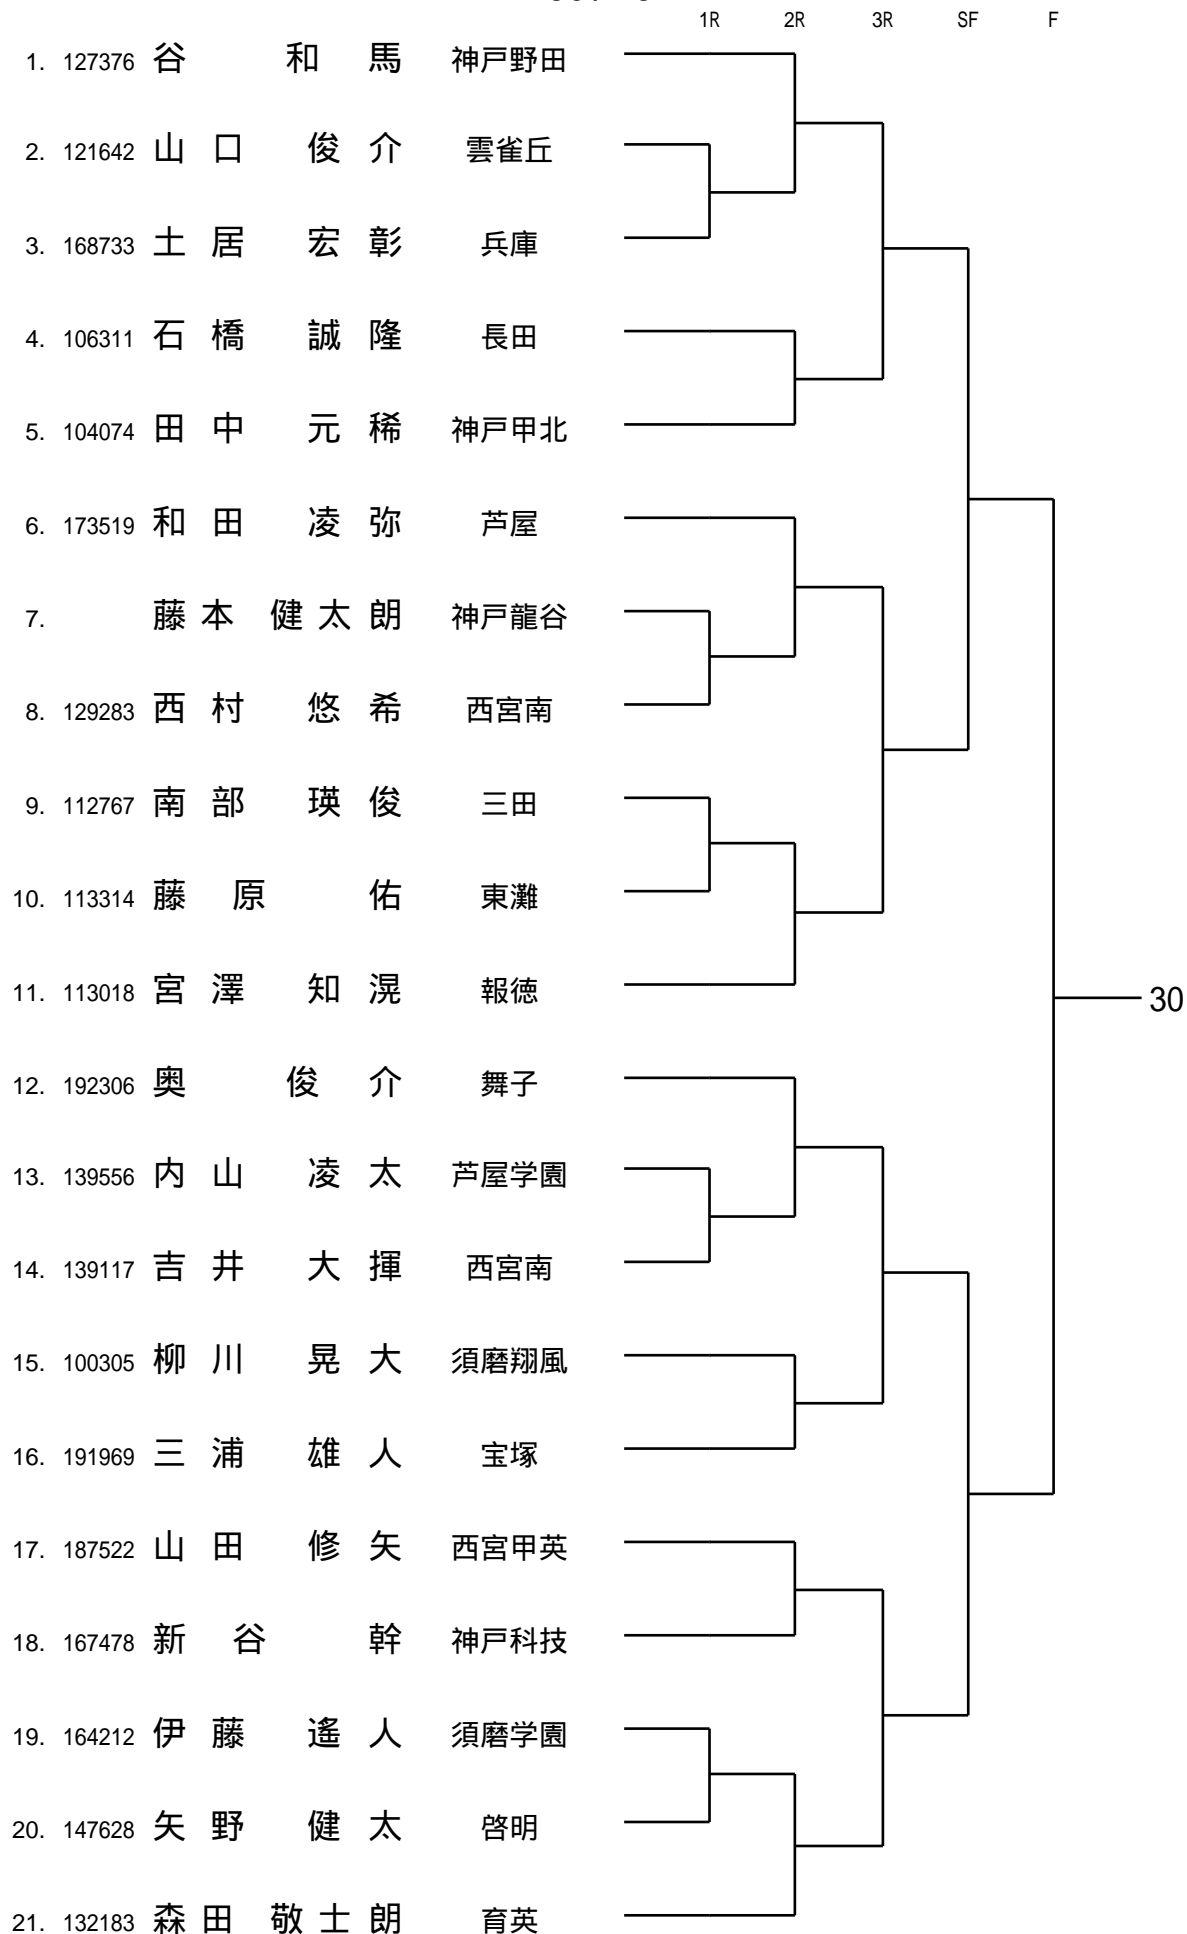 1R 2R 3R SF F
1. 127376 谷 和 馬 神戸野田
2. 121642 山 口 俊 介 雲雀丘
3. 168733 土 居 宏 彰 兵庫
4. 106311 石 橋 誠 隆 長田
5. 104074 田 中 元 稀 神戸甲北
6. 173519 和 田 凌 弥 芦屋
7. 藤 本 健 太 朗 神戸龍谷
8. 129283 西 村 悠 希 西宮南
9. 112767 南 部 瑛 俊 三田
10. 113314 藤 原 佑 東灘
11. 113018 宮 澤 知 滉 報徳
30
12. 192306 奥 俊 介 舞子
13. 139556 内 山 凌 太 芦屋学園
14. 139117 吉 井 大 揮 西宮南
15. 100305 柳 川 晃 大 須磨翔風
16. 191969 三 浦 雄 人 宝塚
17. 187522 山 田 修 矢 西宮甲英
18. 167478 新 谷 幹 神戸科技
19. 164212 伊 藤 遙 人 須磨学園
20. 147628 矢 野 健 太 啓明
21. 132183 森 田 敬 士 朗 育英